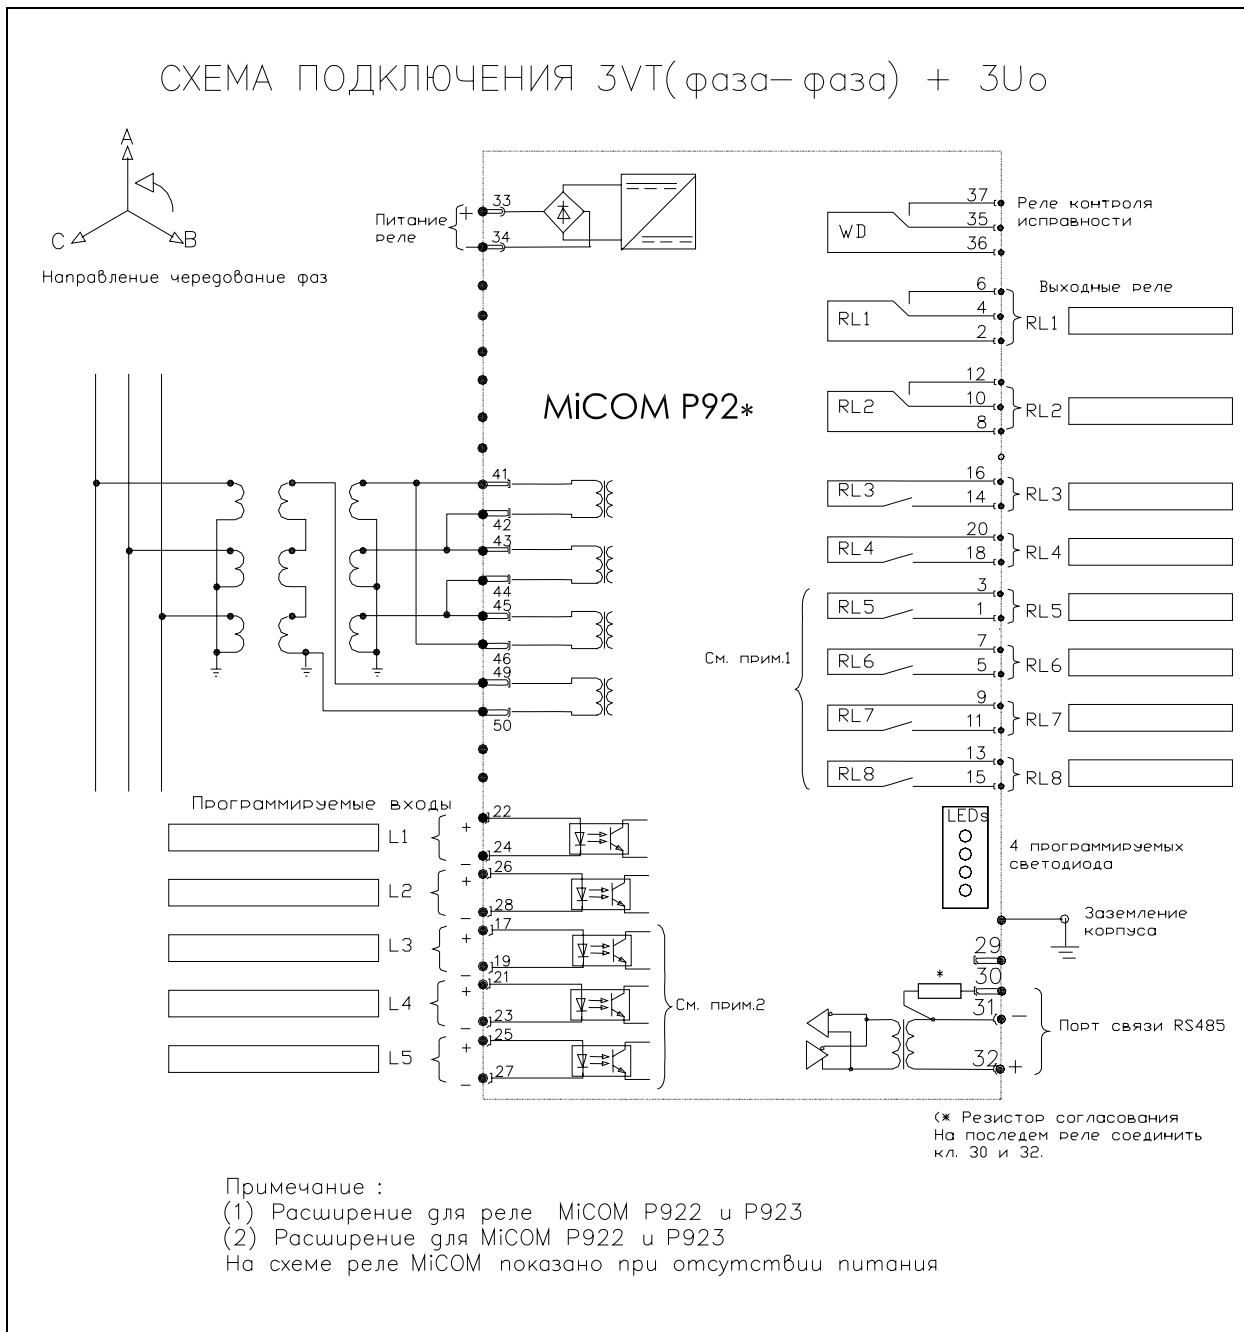 СХЕМА ПОДКЛЮЧЕНИЯ 3VT(фаза-фаза) + 3Uo
A
C
B
Направление чередование фаз
Питание
реле
+
33
-
34
MiCOM P92*
41
42
43
44
45
46
49
50
WD
37
35
36
Реле контроля
исправности
Выходные реле
RL1
6
4
2
RL1
RL2
12
10
8
RL2
RL3
16
14
RL3
RL4
20
18
RL4
См. прим.1
RL5
3
1
RL5
RL6
7
5
RL6
RL7
9
11
RL7
RL8
13
15
RL8
Программируемые входы
L1
+
-
22
24
L2
+
-
26
28
L3
+
-
17
19
L4
+
-
21
23
L5
+
-
25
27
См. прим.2
LEDs
4 программируемых
светодиода
Заземление
корпуса
29
*
30
31
-
32
+
Порт связи RS485
(* Резистор согласования
На последем реле соединить
кл. 30 и 32.
Примечание :
(1) Расширение для реле MiCOM P922 и P923
(2) Расширение для MiCOM P922 и P923
На схеме реле MiCOM показано при отсутствии питания